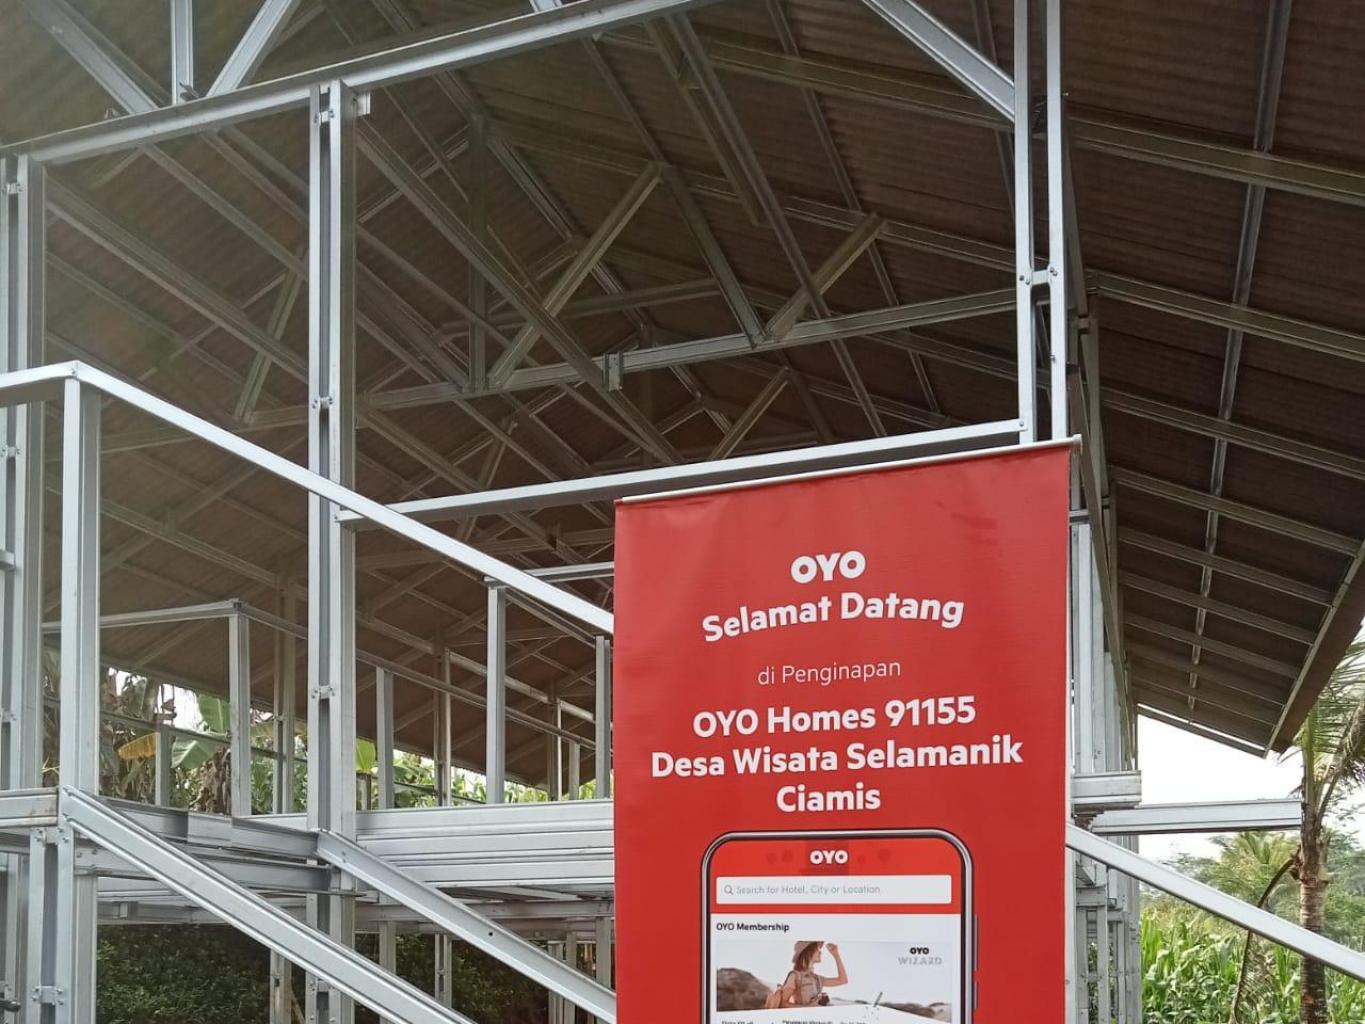 OYO
Selamat Datang
di Penginapan
OYO Homes 91155
Desa Wisata Selamanik
Ciamis
OYO
Search for Hotel, City or Location
OYO Membership
OYO
WIZARD